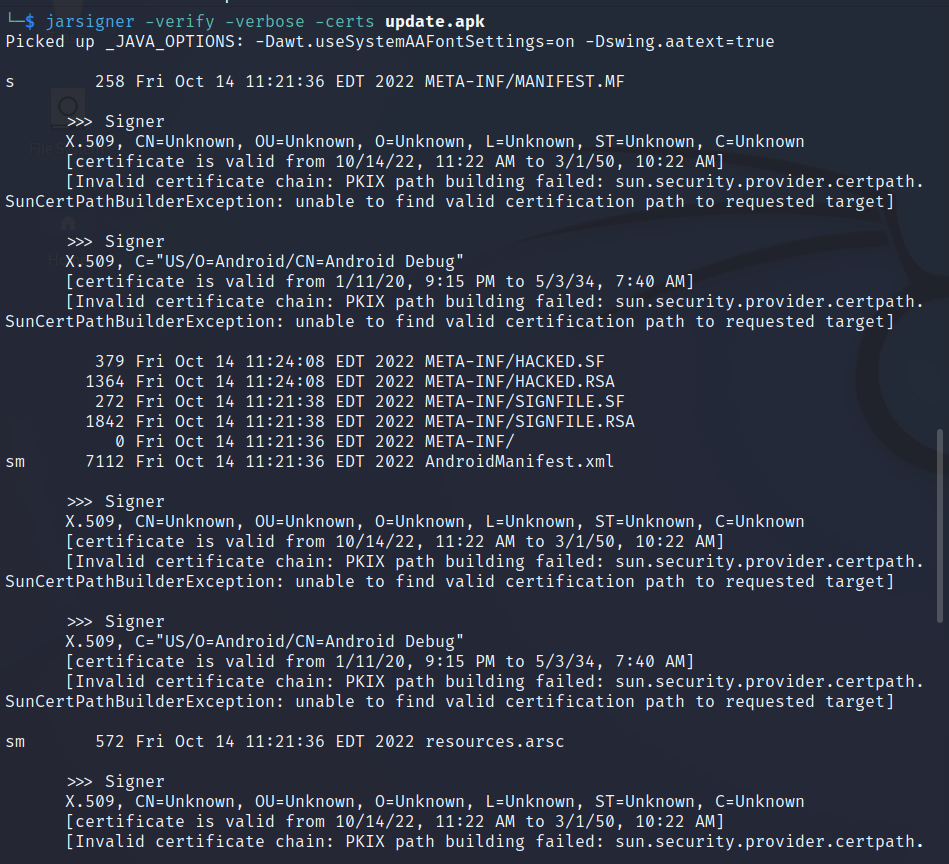 └─$ jarsigner -verify -verbose -certs update.apk
Picked up _JAVA_OPTIONS: -Dawt.useSystemAAFontSettings=on -Dswing.aatext=true
s 258 Fri Oct 14 11:21:36 EDT 2022 META-INF/MANIFEST.MF
>>> Signer
X.509, CN=Unknown, OU=Unknown, O=Unknown, L=Unknown, ST=Unknown, C=Unknown
[certificate is valid from 10/14/22, 11:22 AM to 3/1/50, 10:22 AM]
[Invalid certificate chain: PKIX path building failed: sun.security.provider.certpath.
SunCertPathBuilderException: unable to find valid certification path to requested target]
>>> Signer
X.509, C="US/O=Android/CN=Android Debug"
[certificate is valid from 1/11/20, 9:15 PM to 5/3/34, 7:40 AM]
[Invalid certificate chain: PKIX path building failed: sun.security.provider.certpath.
SunCertPathBuilderException: unable to find valid certification path to requested target]
379 Fri Oct 14 11:24:08 EDT 2022 META-INF/HACKED.SF
1364 Fri Oct 14 11:24:08 EDT 2022 META-INF/HACKED.RSA
272 Fri Oct 14 11:21:38 EDT 2022 META-INF/SIGNFILE.SF
1842 Fri Oct 14 11:21:38 EDT 2022 META-INF/SIGNFILE.RSA
0 Fri Oct 14 11:21:36 EDT 2022 META-INF/
sm 7112 Fri Oct 14 11:21:36 EDT 2022 AndroidManifest.xml
>>> Signer
X.509, CN=Unknown, OU=Unknown, O=Unknown, L=Unknown, ST=Unknown, C=Unknown
[certificate is valid from 10/14/22, 11:22 AM to 3/1/50, 10:22 AM]
[Invalid certificate chain: PKIX path building failed: sun.security.provider.certpath.
SunCertPathBuilderException: unable to find valid certification path to requested target]
>>> Signer
X.509, C="US/O=Android/CN=Android Debug"
[certificate is valid from 1/11/20, 9:15 PM to 5/3/34, 7:40 AM]
[Invalid certificate chain: PKIX path building failed: sun.security.provider.certpath.
SunCertPathBuilderException: unable to find valid certification path to requested target]
sm 572 Fri Oct 14 11:21:36 EDT 2022 resources.arsc
>>> Signer
X.509, CN=Unknown, OU=Unknown, O=Unknown, L=Unknown, ST=Unknown, C=Unknown
[certificate is valid from 10/14/22, 11:22 AM to 3/1/50, 10:22 AM]
[Invalid certificate chain: PKIX path building failed: sun.security.provider.certpath.